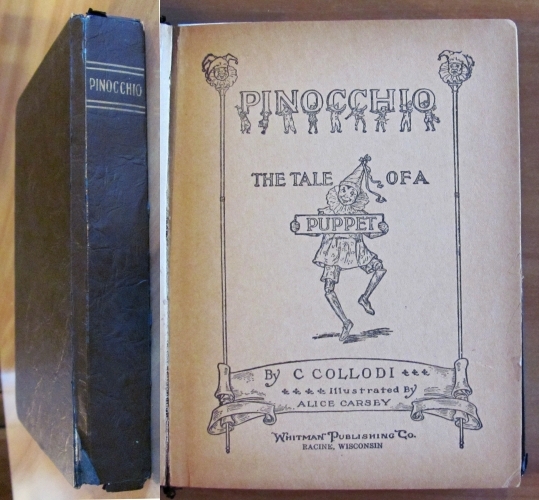 PINOCCHIO
PINOCCHIO
THE TALE OF A
PUPPET
By C COLLODI
Illustrated By
ALICE CARSEY
WHITMAN PUBLISHING CO.
RACINE, WISCONSIN